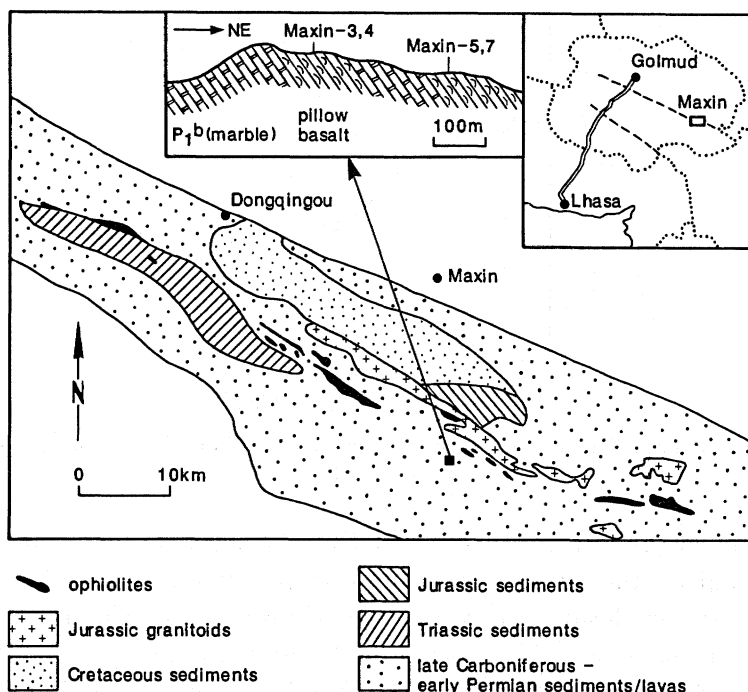 NE
Maxin-3,4
Maxin-5,7
P₁ᵇ (marble)
pillow
basalt
100m
Golmud
Maxin
Lhasa
Dongqingou
Maxin
N
0 10km
ophiolites
Jurassic granitoids
Cretaceous sediments
Jurassic sediments
Triassic sediments
late Carboniferous –
early Permian sediments/lavas